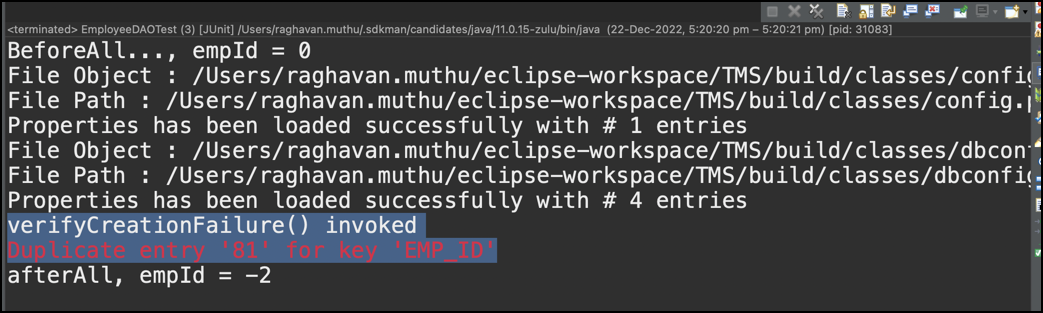 <terminated> EmployeeDAOTest (3) [JUnit] /Users/raghavan.muthu/.sdkman/candidates/java/11.0.15-zulu/bin/java (22-Dec-2022, 5:20:20 pm – 5:20:21 pm) [pid: 31083]
BeforeAll..., empId = 0
File Object : /Users/raghavan.muthu/eclipse-workspace/TMS/build/classes/config
File Path : /Users/raghavan.muthu/eclipse-workspace/TMS/build/classes/config.p
Properties has been loaded successfully with # 1 entries
File Object : /Users/raghavan.muthu/eclipse-workspace/TMS/build/classes/dbconf
File Path : /Users/raghavan.muthu/eclipse-workspace/TMS/build/classes/dbconfig
Properties has been loaded successfully with # 4 entries
verifyCreationFailure() invoked
Duplicate entry '81' for key 'EMP_ID'
afterAll, empId = -2